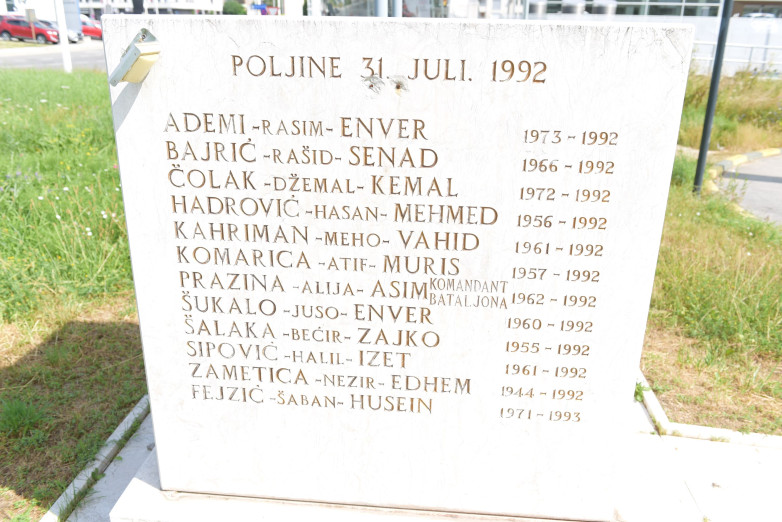 POLJINE 31. JULI. 1992
ADEMI-RASIM-ENVER 1973-1992
BAJRIĆ-RAŠID-SENAD 1966-1992
ČOLAK-DŽEMAL-KEMAL 1972-1992
HADROVIĆ-HASAN-MEHMED 1956-1992
KAHRIMAN-MEHO-VAHID 1961-1992
KOMARICA-ATIF-MURIS 1957-1992
PRAZINA-ALIJA-ASIM KOMANDANT BATALJONA 1962-1992
ŠUKALO-JUSO-ENVER 1960-1992
ŠALAKA-BEĆIR-ZAJKO 1955-1992
SIPOVIĆ-HALIL-IZET 1961-1992
ZAMETICA-NEZIR-EDHEM 1944-1992
FEJZIĆ-ŠABAN-HUSEIN 1971-1993